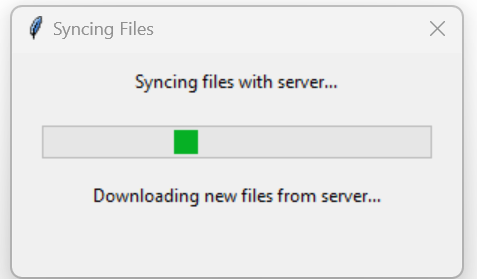 Syncing Files
Syncing files with server...
Downloading new files from server...